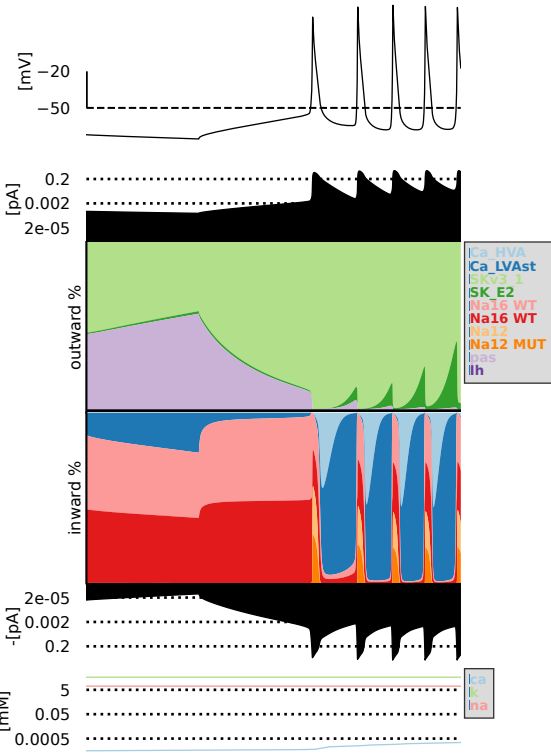 [mV]
−20
−50
[pA]
0.2
0.002
2e-05
outward %
Ca_HVA
Ca_LVAst
SKv3_1
SK_E2
Na16 WT
Na16 WT
Na12
Na12 MUT
pas
Ih
inward %
-[pA]
2e-05
0.002
0.2
[mM]
5
0.05
0.0005
ca
k
na